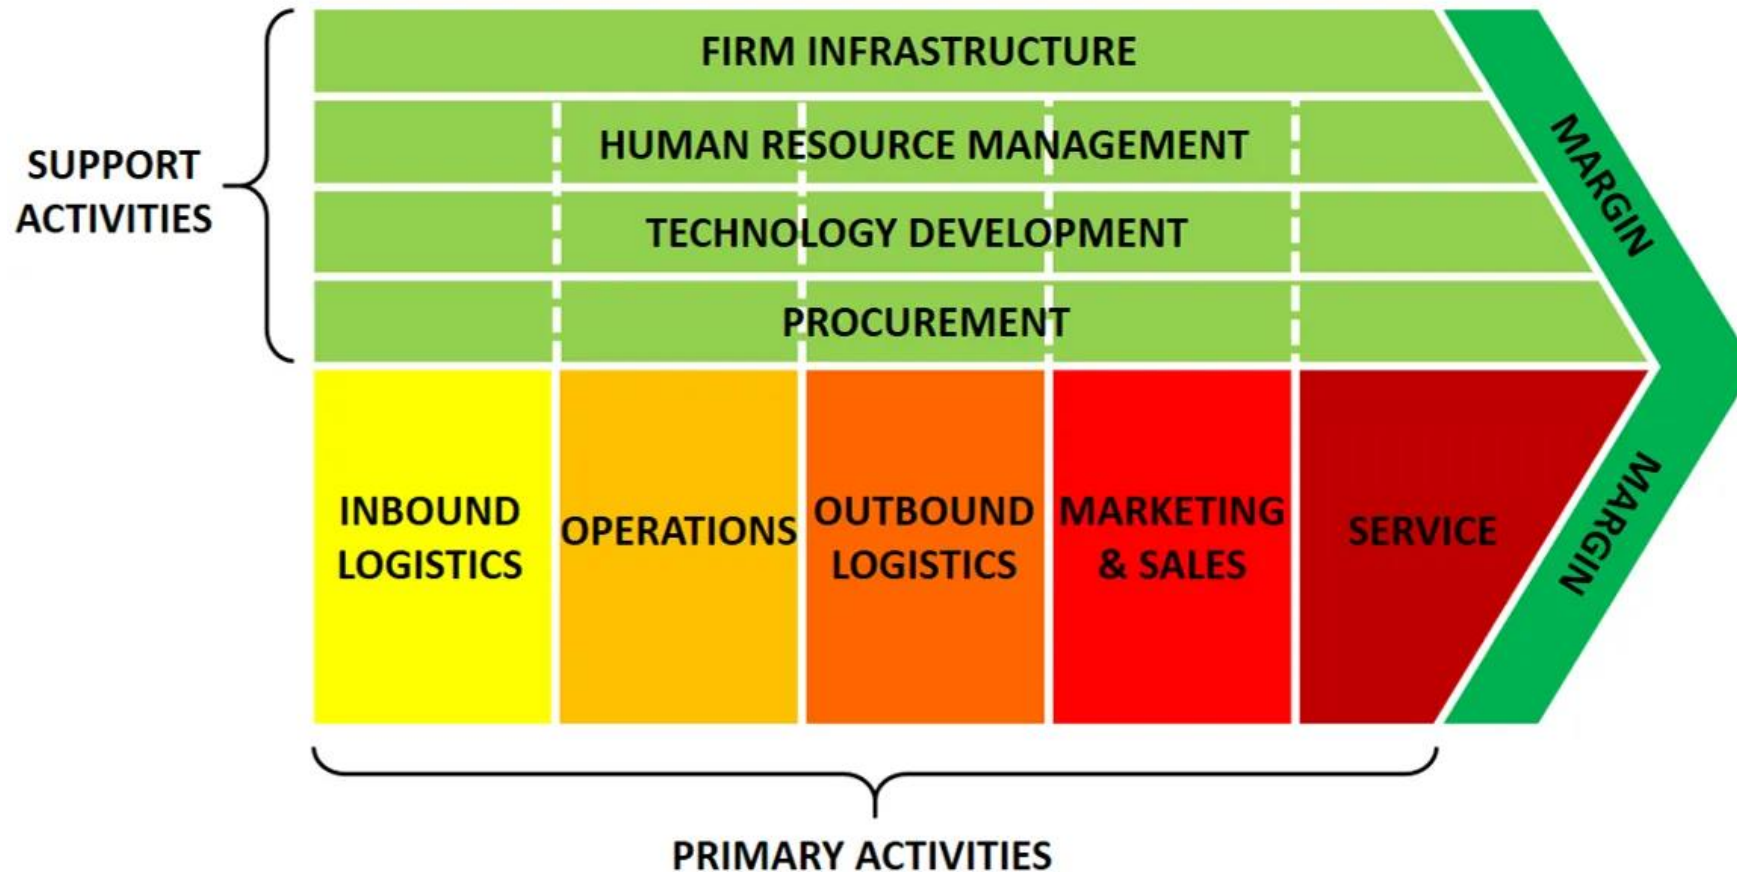 FIRM INFRASTRUCTURE
HUMAN RESOURCE MANAGEMENT
TECHNOLOGY DEVELOPMENT
PROCUREMENT
SUPPORT
ACTIVITIES
MARGIN
INBOUND
LOGISTICS
OPERATIONS
OUTBOUND
LOGISTICS
MARKETING
& SALES
SERVICE
MARGIN
PRIMARY ACTIVITIES